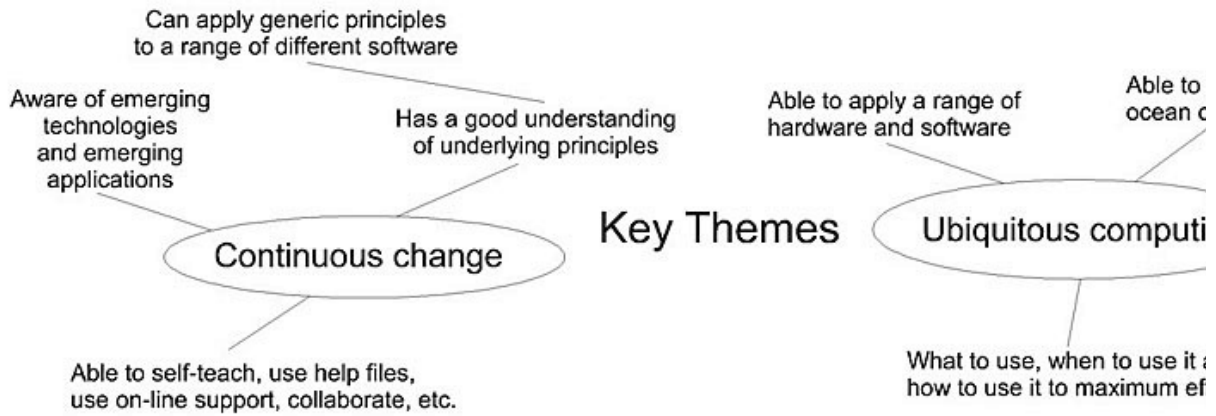 Can apply generic principles
to a range of different software
Aware of emerging
technologies
and emerging
applications
Has a good understanding
of underlying principles
Continuous change
Able to self-teach, use help files,
use on-line support, collaborate, etc.
Key Themes
Able to apply a range of
hardware and software
Able to
ocean
Ubiquitous
What to use, when to use it
how to use it to maximum